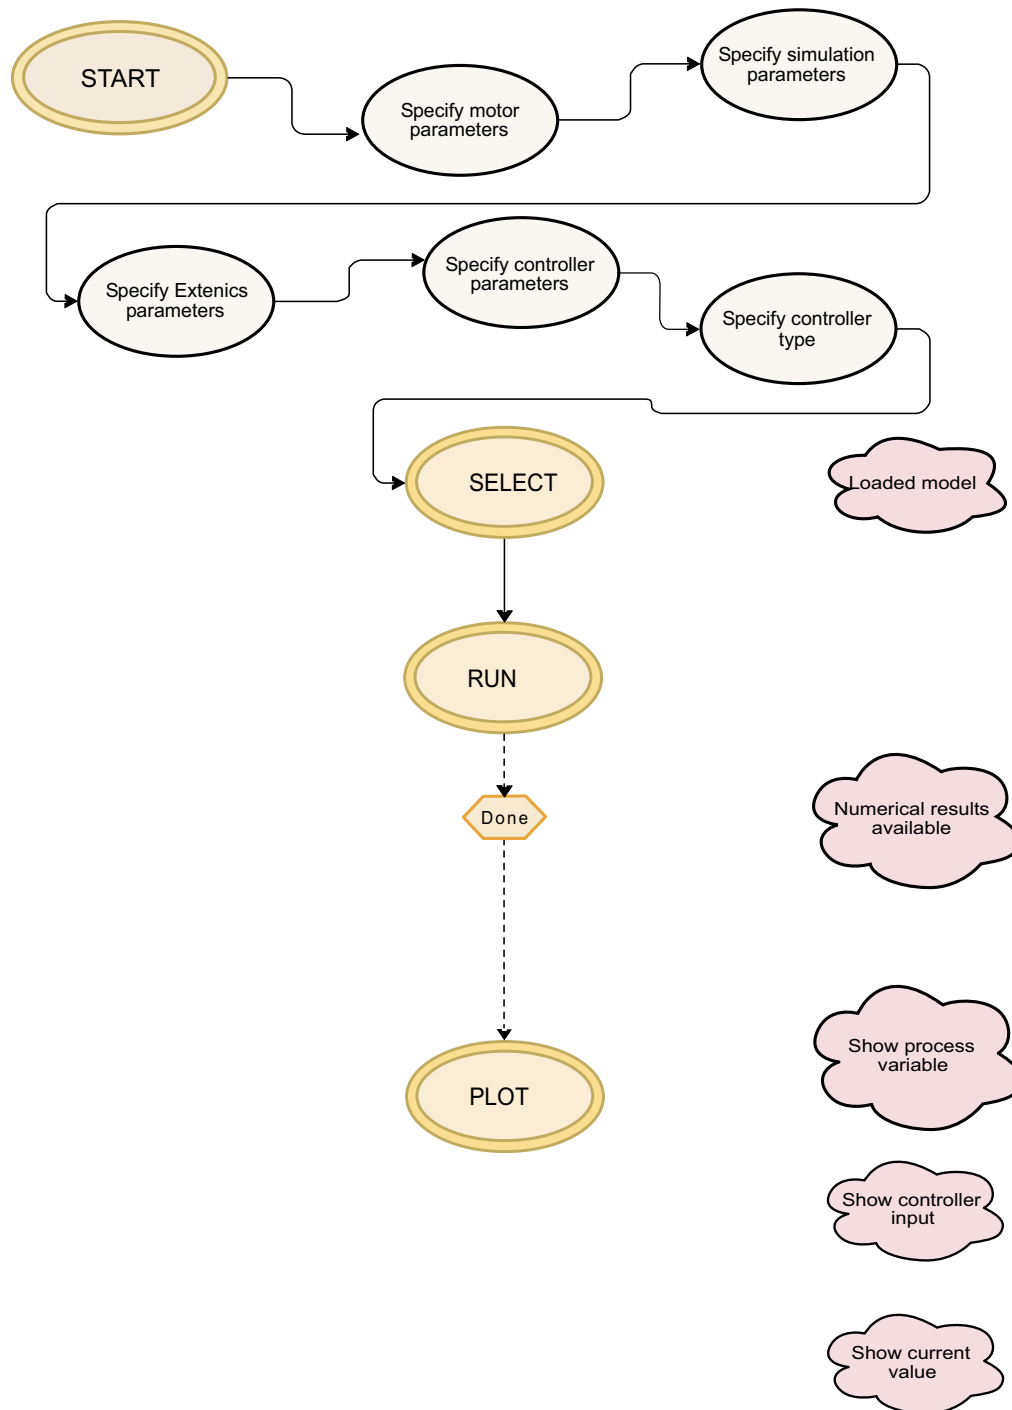 START
Specify motor
parameters
Specify simulation
parameters
Specify Extenics
parameters
Specify controller
parameters
Specify controller
type
SELECT
Loaded model
RUN
Done
Numerical results
available
PLOT
Show process
variable
Show controller
input
Show current
value